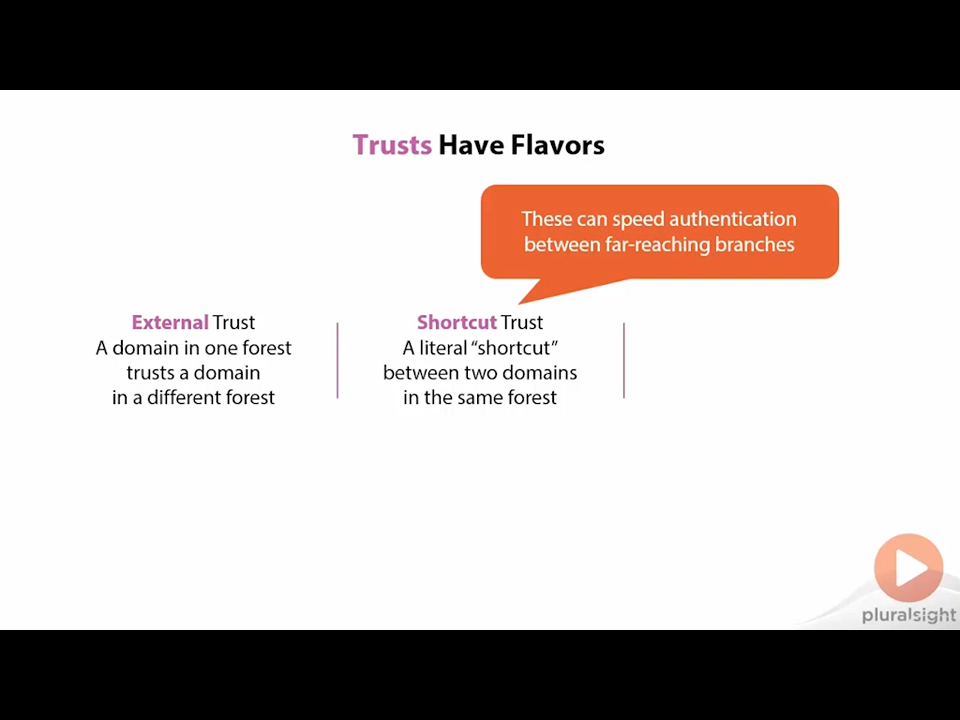 Trusts Have Flavors
These can speed authentication
between far-reaching branches
External Trust
A domain in one forest
trusts a domain
in a different forest
Shortcut Trust
A literal “shortcut”
between two domains
in the same forest
pluralsight